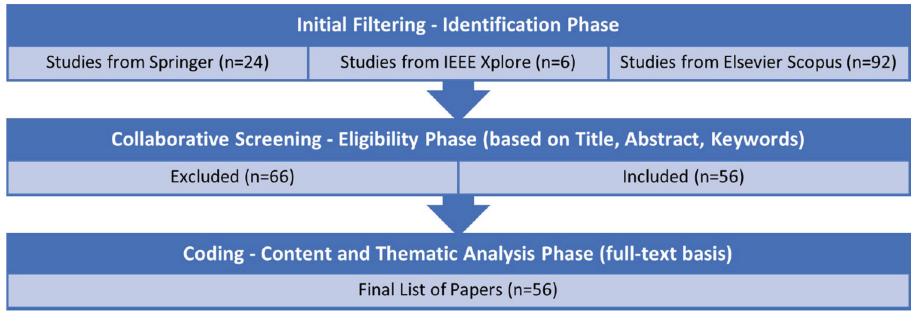 Initial Filtering - Identification Phase
Studies from Springer (n=24)
Studies from IEEE Xplore (n=6)
Studies from Elsevier Scopus (n=92)
Collaborative Screening - Eligibility Phase (based on Title, Abstract, Keywords)
Excluded (n=66)
Included (n=56)
Coding - Content and Thematic Analysis Phase (full-text basis)
Final List of Papers (n=56)